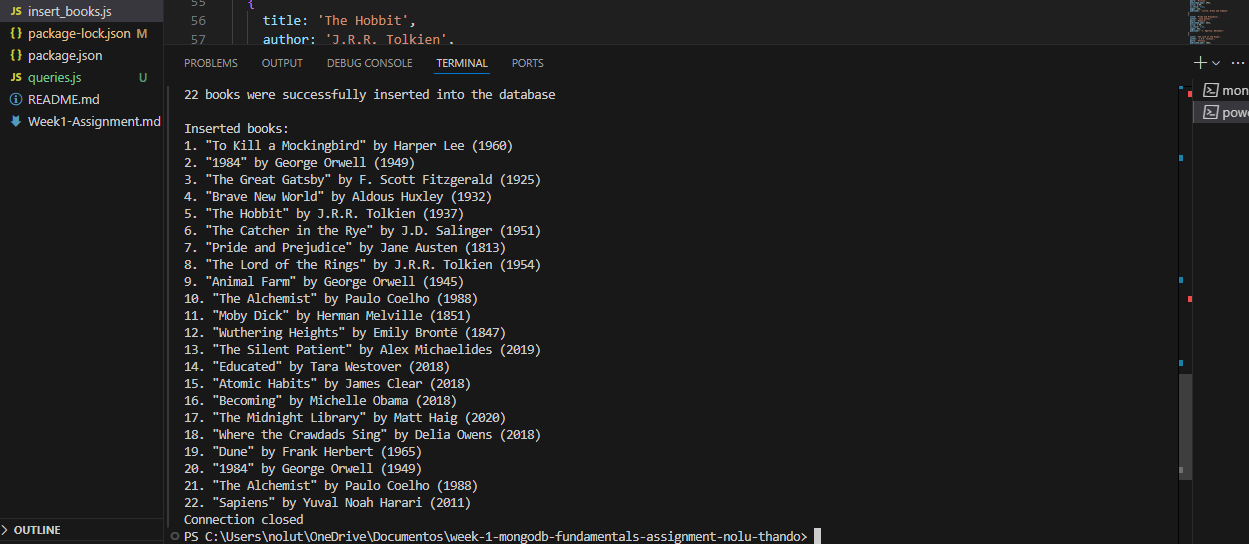 JS insert_books.js
{} package-lock.json M
{} package.json
JS queries.js U
README.md
Week1-Assignment.md
OUTLINE
55 {
56 title: 'The Hobbit',
57 author: 'J.R.R. Tolkien',
PROBLEMS OUTPUT DEBUG CONSOLE TERMINAL PORTS
22 books were successfully inserted into the database
Inserted books:
1. "To Kill a Mockingbird" by Harper Lee (1960)
2. "1984" by George Orwell (1949)
3. "The Great Gatsby" by F. Scott Fitzgerald (1925)
4. "Brave New World" by Aldous Huxley (1932)
5. "The Hobbit" by J.R.R. Tolkien (1937)
6. "The Catcher in the Rye" by J.D. Salinger (1951)
7. "Pride and Prejudice" by Jane Austen (1813)
8. "The Lord of the Rings" by J.R.R. Tolkien (1954)
9. "Animal Farm" by George Orwell (1945)
10. "The Alchemist" by Paulo Coelho (1988)
11. "Moby Dick" by Herman Melville (1851)
12. "Wuthering Heights" by Emily Brontë (1847)
13. "The Silent Patient" by Alex Michaelides (2019)
14. "Educated" by Tara Westover (2018)
15. "Atomic Habits" by James Clear (2018)
16. "Becoming" by Michelle Obama (2018)
17. "The Midnight Library" by Matt Haig (2020)
18. "Where the Crawdads Sing" by Delia Owens (2018)
19. "Dune" by Frank Herbert (1965)
20. "1984" by George Orwell (1949)
21. "The Alchemist" by Paulo Coelho (1988)
22. "Sapiens" by Yuval Noah Harari (2011)
Connection closed
PS C:\Users\nolut\OneDrive\Documentos\week-1-mongodb-fundamentals-assignment-nolu-thando>
mon
pow